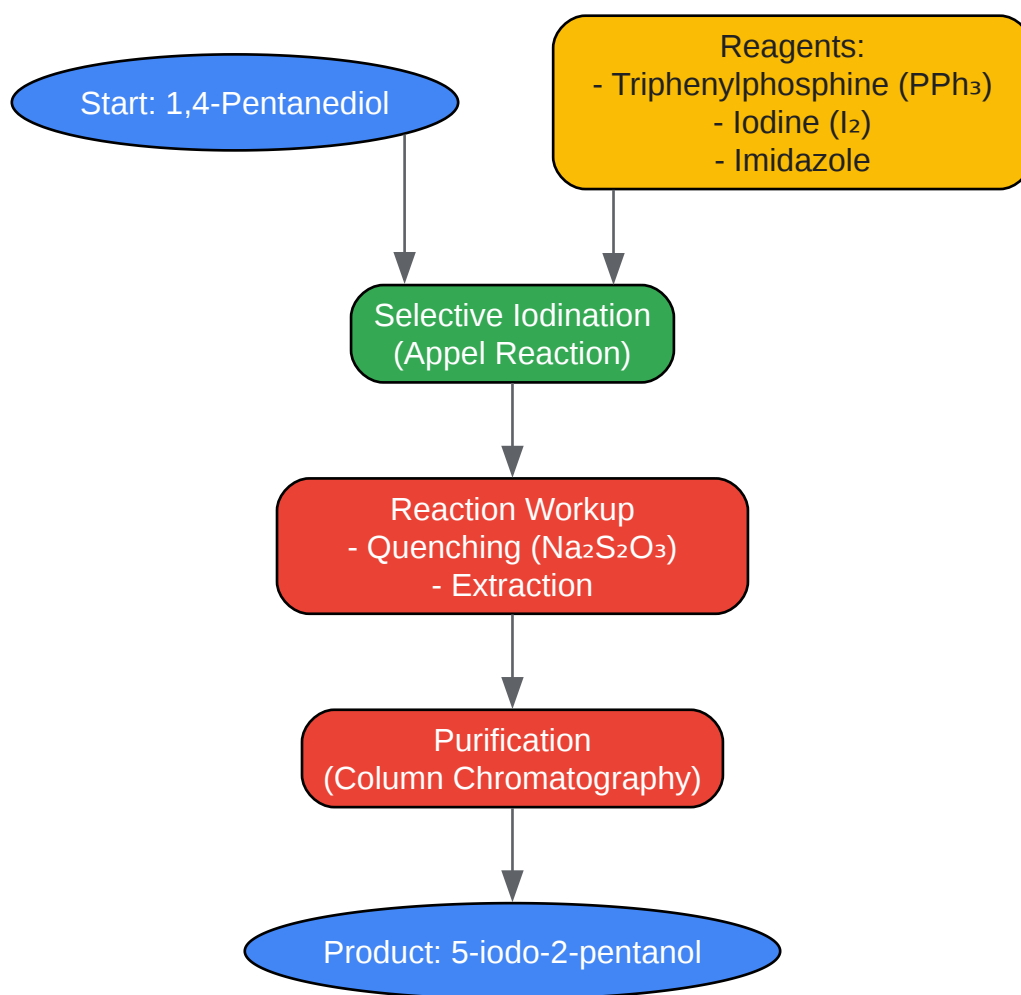 Start: 1,4-Pentanediol
Reagents:
- Triphenylphosphine (PPh₃)
- Iodine (I₂)
- Imidazole
Selective Iodination
(Appel Reaction)
Reaction Workup
- Quenching (Na₂S₂O₃)
- Extraction
Purification
(Column Chromatography)
Product: 5-iodo-2-pentanol